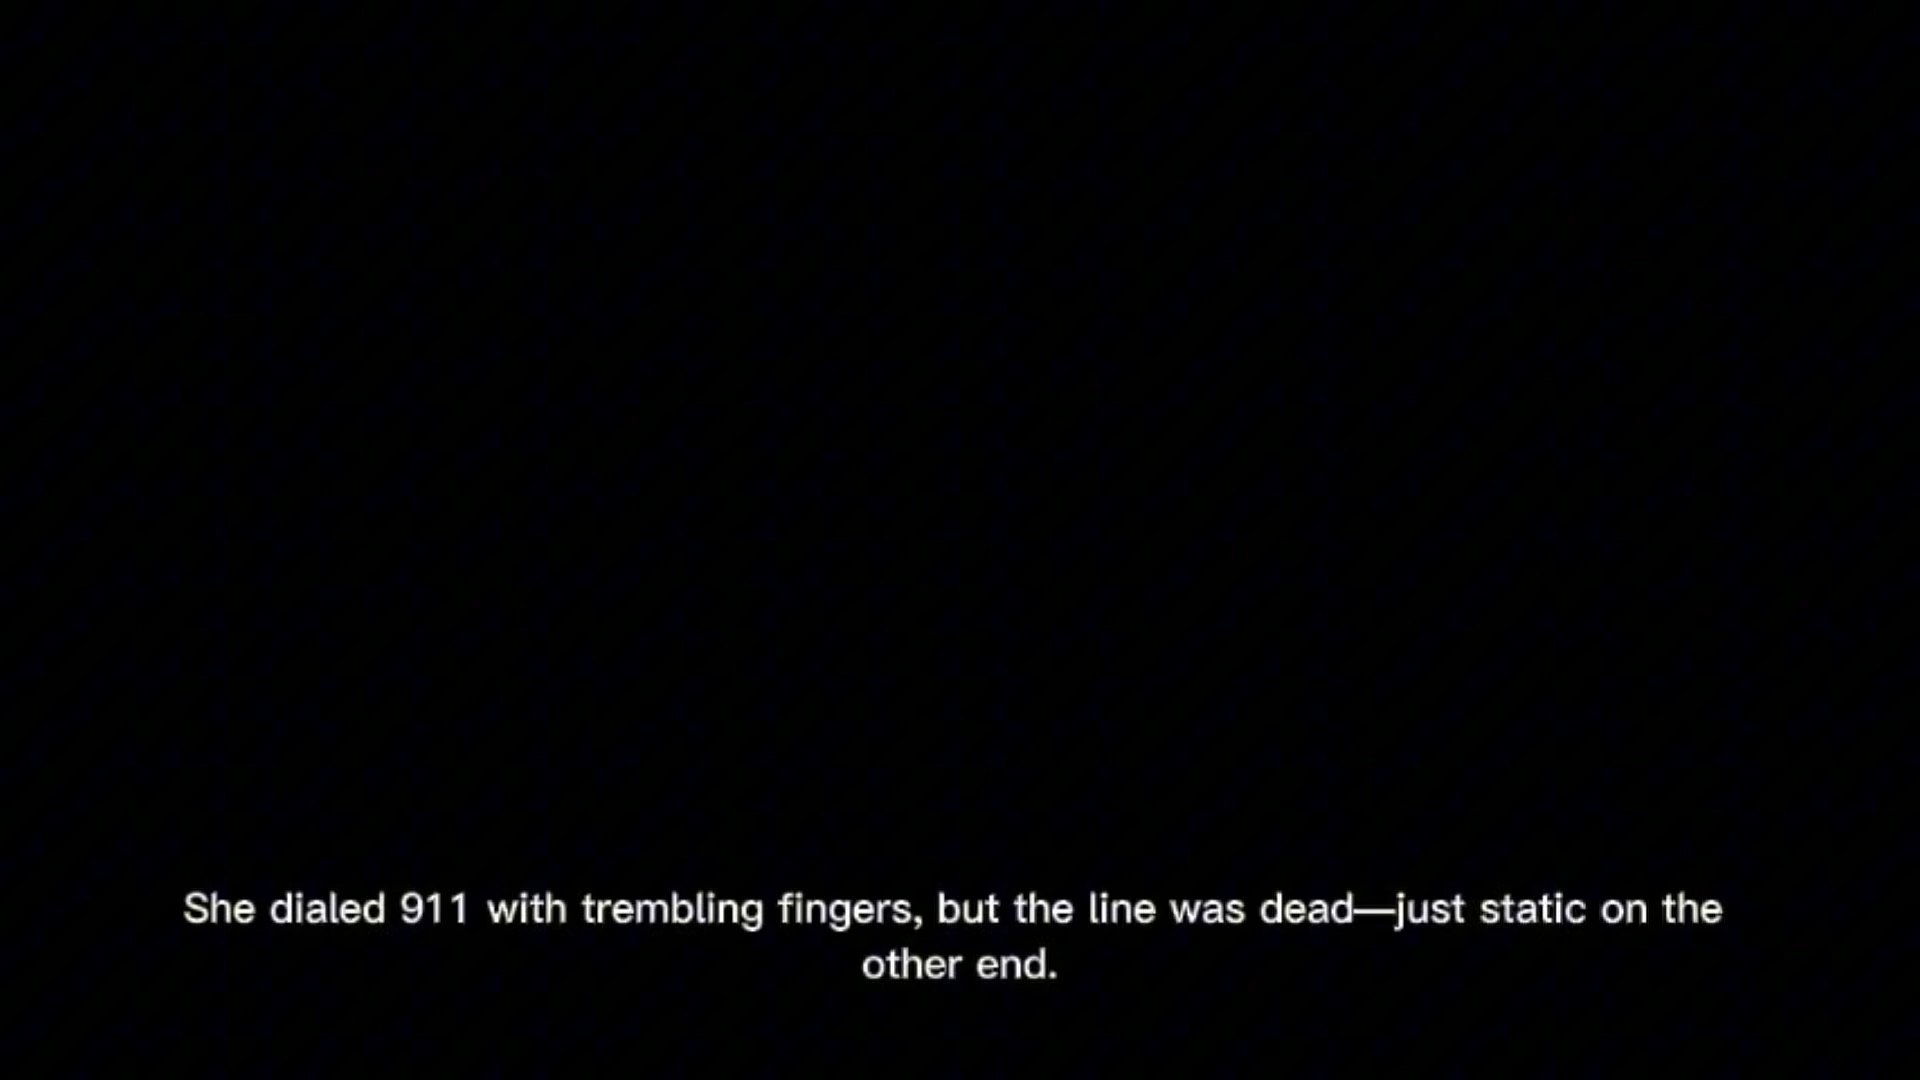 She dialed 911 with trembling fingers, but the line was dead—just static on the
other end.